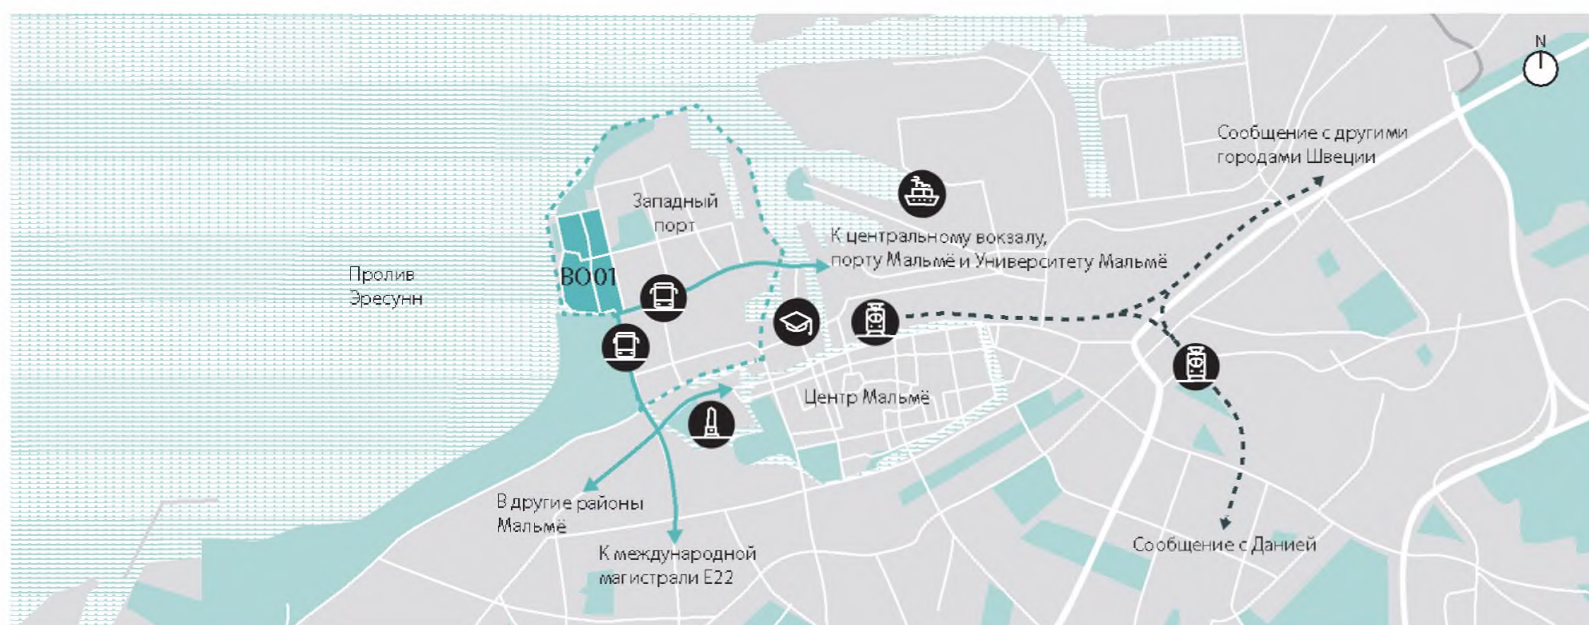 N
Сообщение с другими
городами Швеции
Западный
порт
К центральному вокзалу,
порту Мальмё и Университету Мальмё
Пролив
Эресунн
BO01
Центр Мальмё
В другие районы
Мальмё
К международной
магистрали E22
Сообщение с Данией